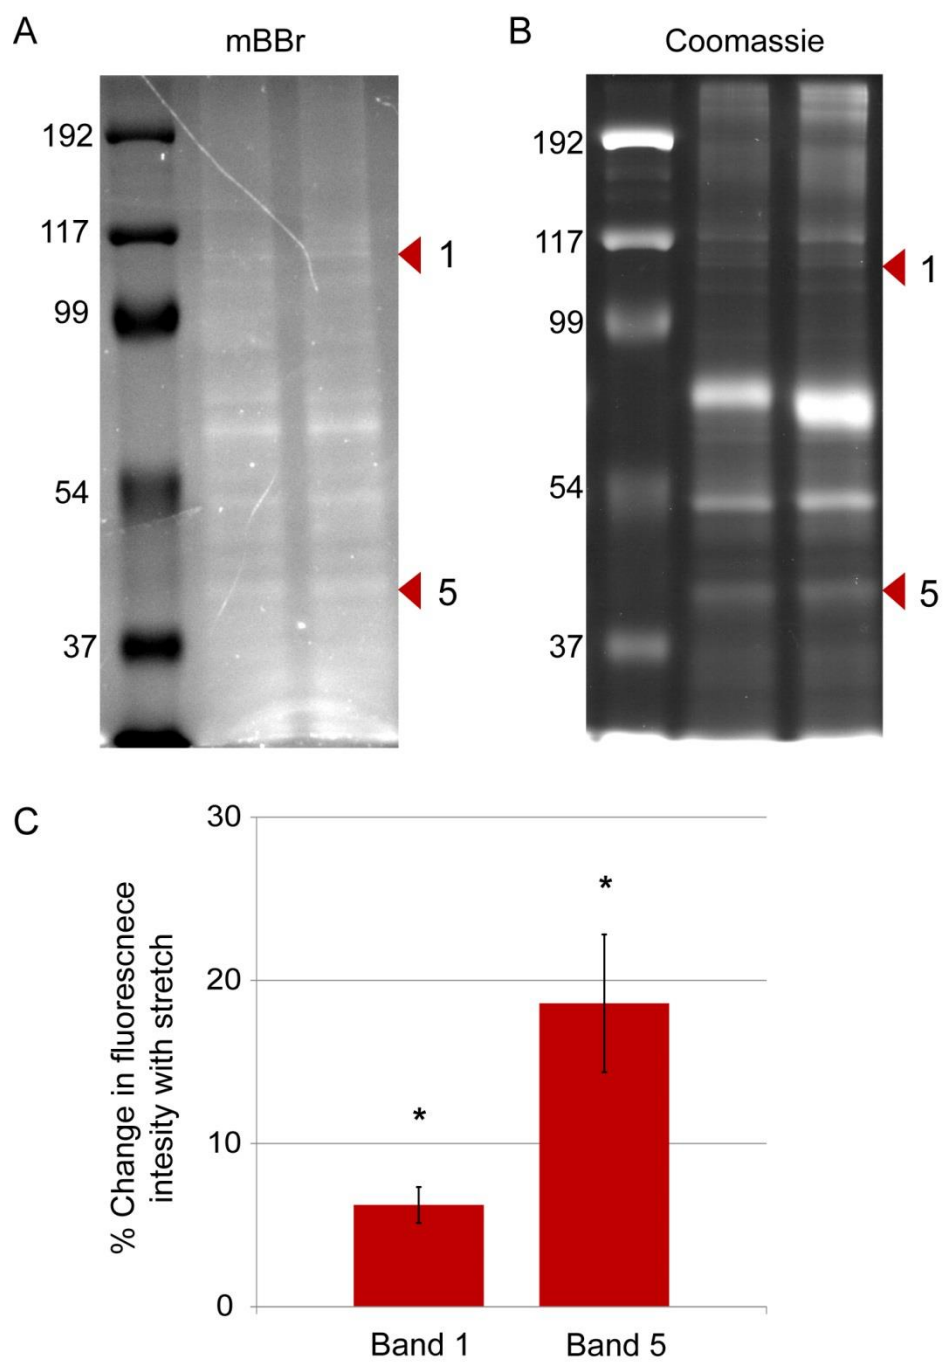 A
mBBr
192
117
99
54
37
1
5
B
Coomassie
192
117
99
54
37
1
5
C
% Change in fluorescnece
intesity with stretch
30
20
10
0
*
*
Band 1
Band 5